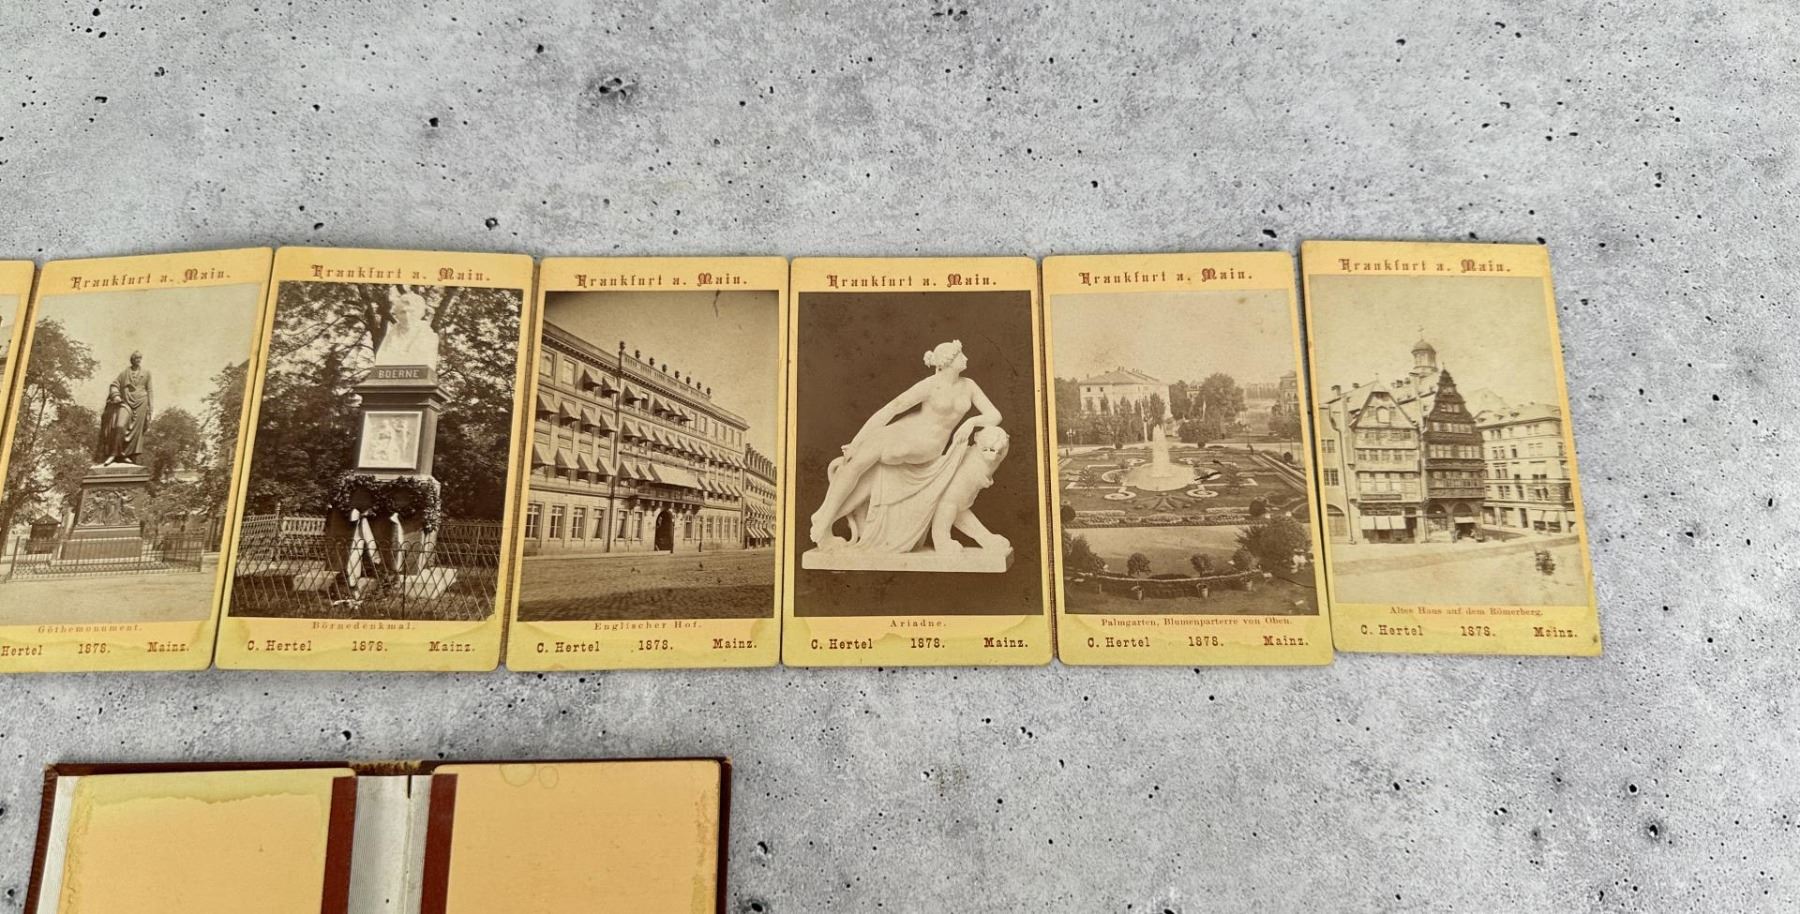 Frankfurt a. Main.
Göthemonument.
Hertel 1878. Mainz.
Frankfurt a. Main.
BOERNE
Börnedenkmal.
C. Hertel 1878. Mainz.
Frankfurt a. Main.
Englischer Hof.
C. Hertel 1878. Mainz.
Frankfurt a. Main.
Ariadne.
C. Hertel 1878. Mainz.
Frankfurt a. Main.
Palmgarten, Blumenparterre von Oben.
C. Hertel 1878. Mainz.
Frankfurt a. Main.
Altes Haus auf dem Römerberg.
C. Hertel 1878. Mainz.